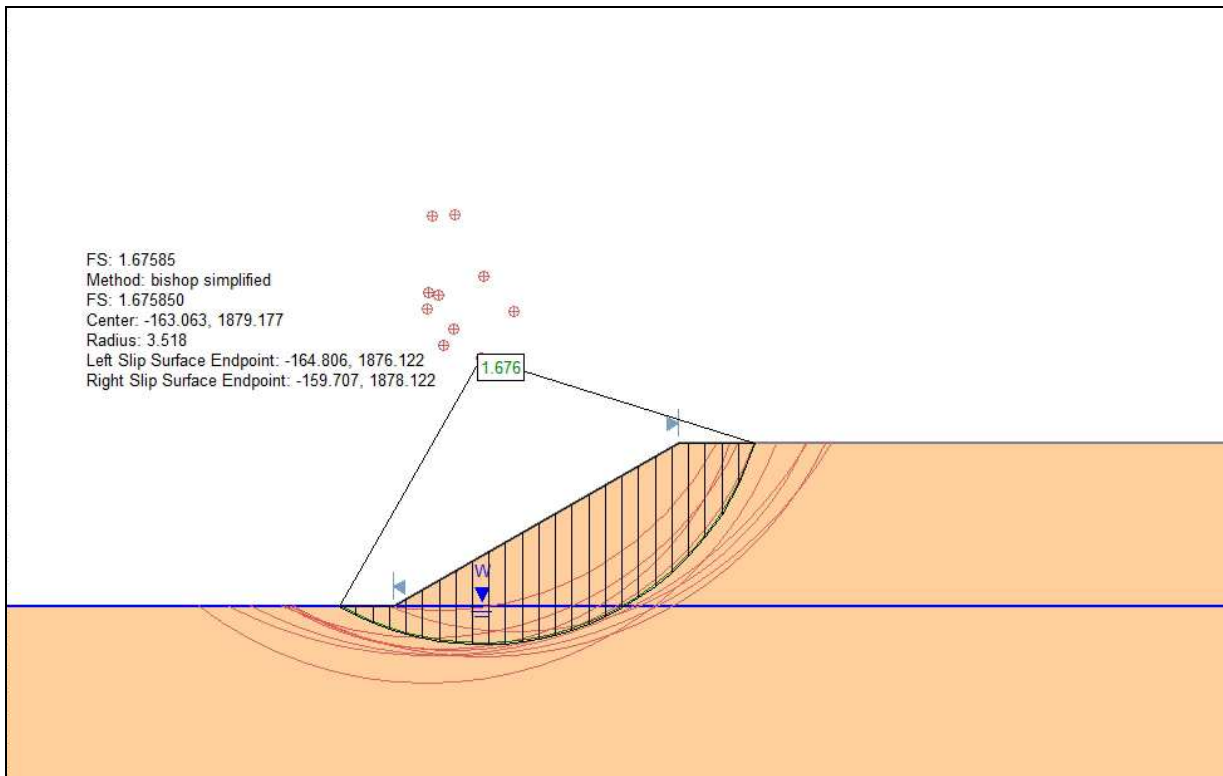 FS: 1.67585
Method: bishop simplified
FS: 1.675850
Center: -163.063, 1879.177
Radius: 3.518
Left Slip Surface Endpoint: -164.806, 1876.122
Right Slip Surface Endpoint: -159.707, 1878.122
1.676
W